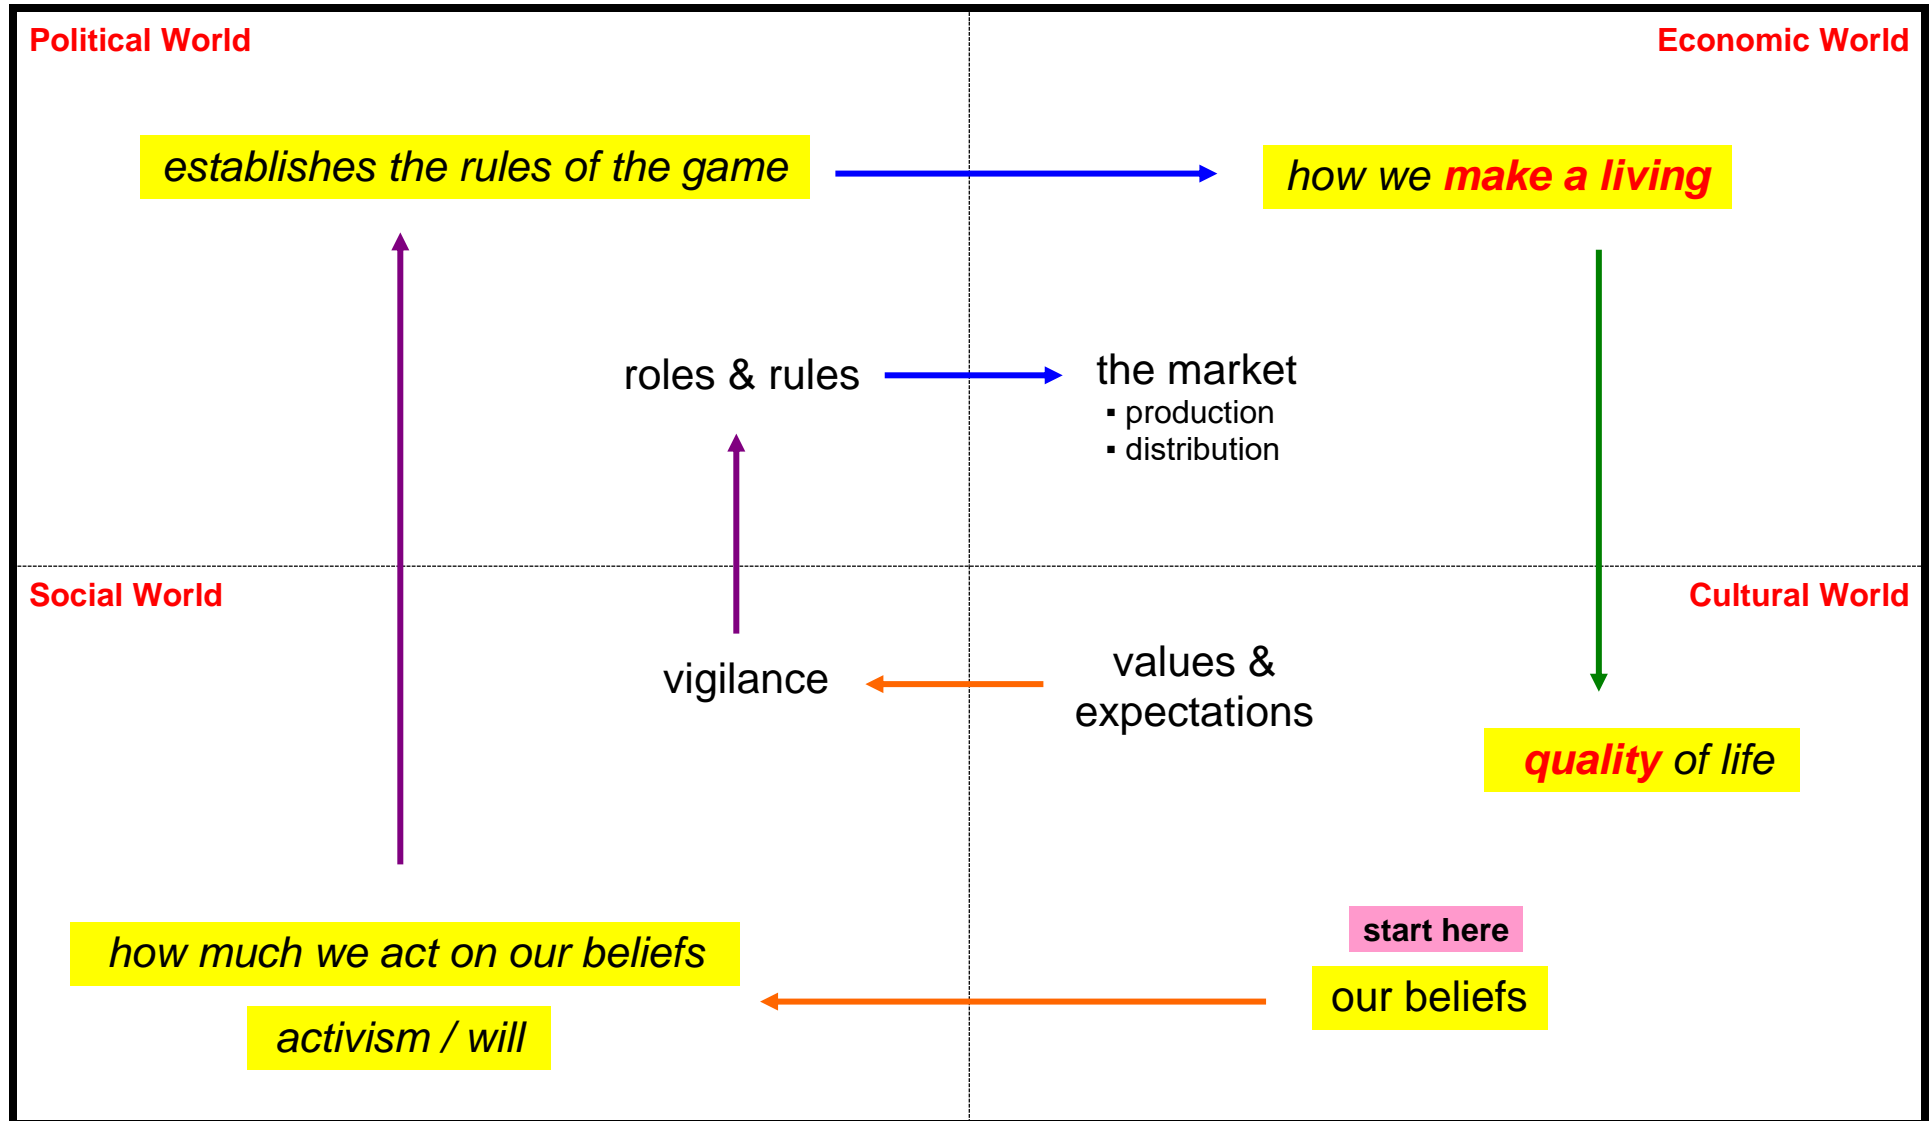 Political World
Economic World
establishes the rules of the game
how we make a living
roles & rules
the market
▪ production
▪ distribution
Social World
Cultural World
vigilance
values &
expectations
quality of life
how much we act on our beliefs
activism / will
start here
our beliefs